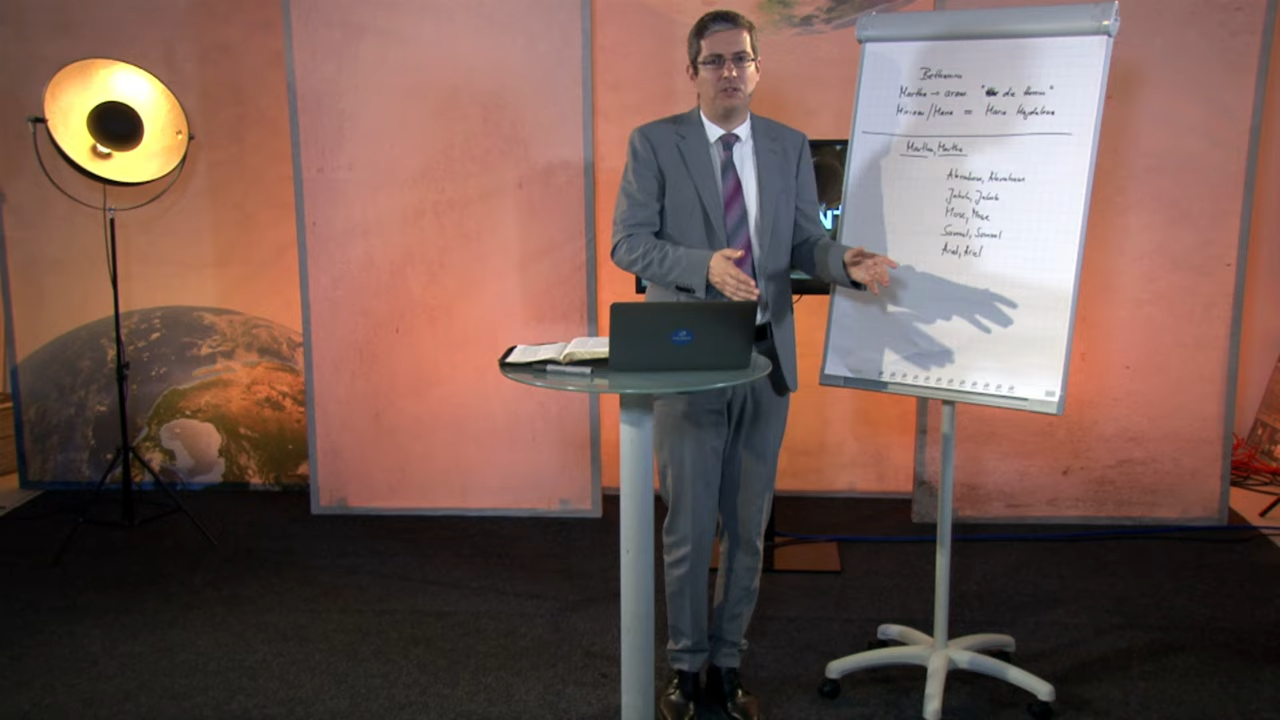 Bethanien
Martha → aram "die Herrin"
Mirjam/Maria = Maria Magdalena
Martha, Martha
Abraham, Abraham
Jakob, Jakob
Mose, Mose
Samuel, Samuel
Ariel, Ariel
NT